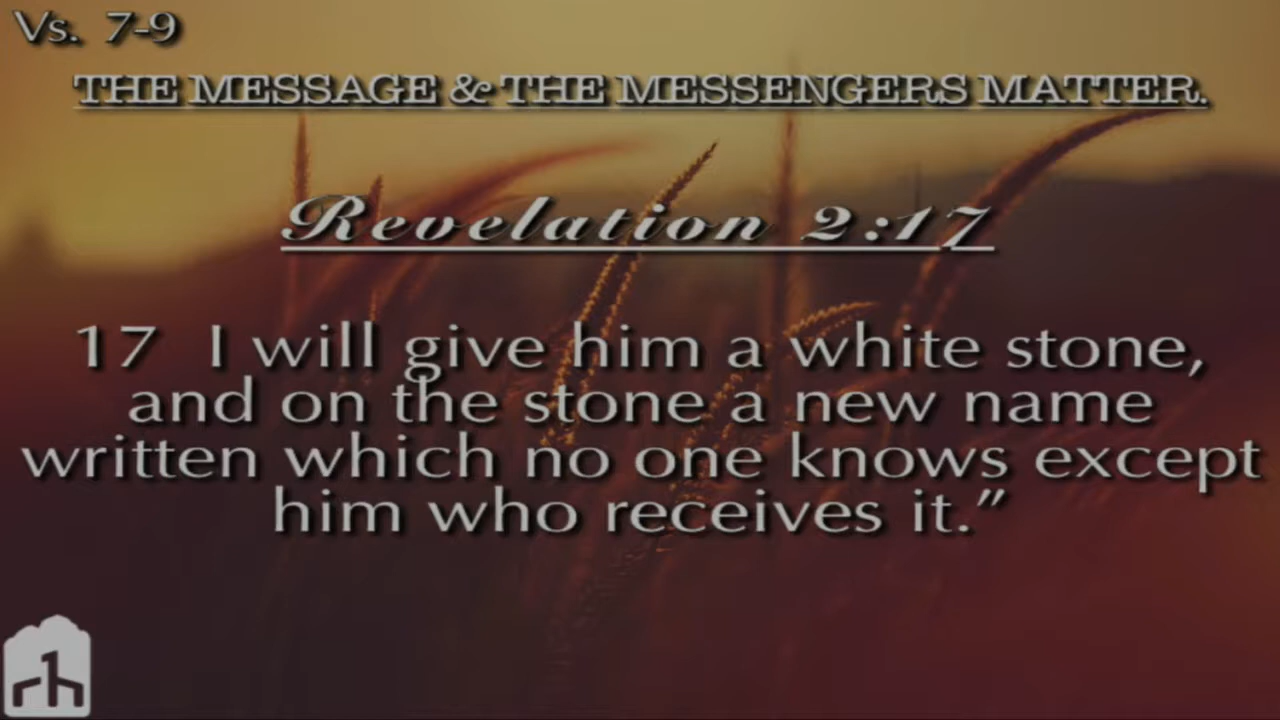 Vs. 7-9
THE MESSAGE & THE MESSENGERS MATTER.
Revelation 2:17
17 I will give him a white stone,
and on the stone a new name
written which no one knows except
him who receives it.”